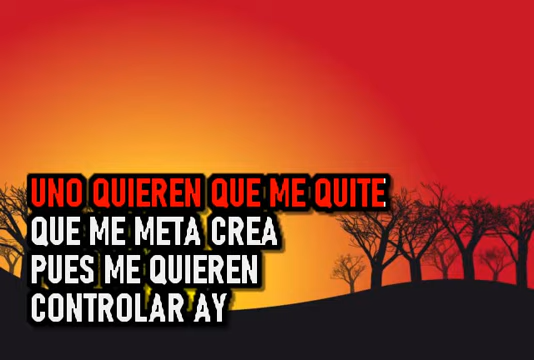 UNO QUIEREN QUE ME QUITE
QUE ME META CREA
PUES ME QUIEREN
CONTROLAR AY